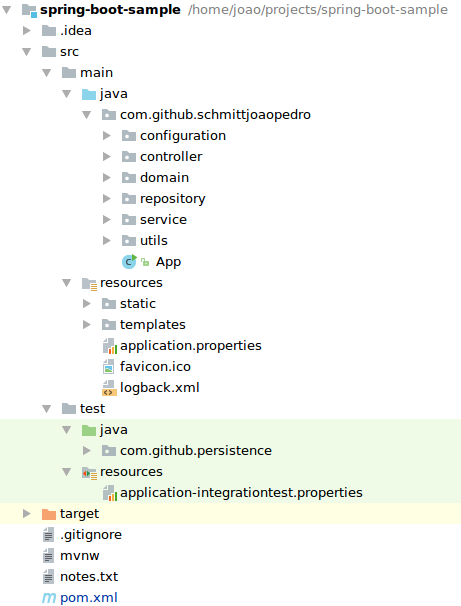 spring-boot-sample /home/joao/projects/spring-boot-sample
.idea
src
main
java
com.github.schmittjoaopedro
configuration
controller
domain
repository
service
utils
App
resources
static
templates
application.properties
favicon.ico
logback.xml
test
java
com.github.persistence
resources
application-integrationtest.properties
target
.gitignore
mvnw
notes.txt
pom.xml